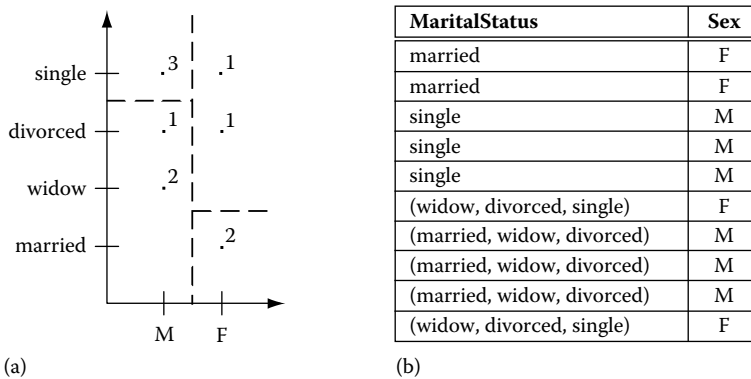 single
3
1
divorced
1
1
widow
2
married
2
M F
(a)
MaritalStatus Sex
married F
married F
single M
single M
single M
(widow, divorced, single) F
(married, widow, divorced) M
(married, widow, divorced) M
(married, widow, divorced) M
(widow, divorced, single) F
(b)